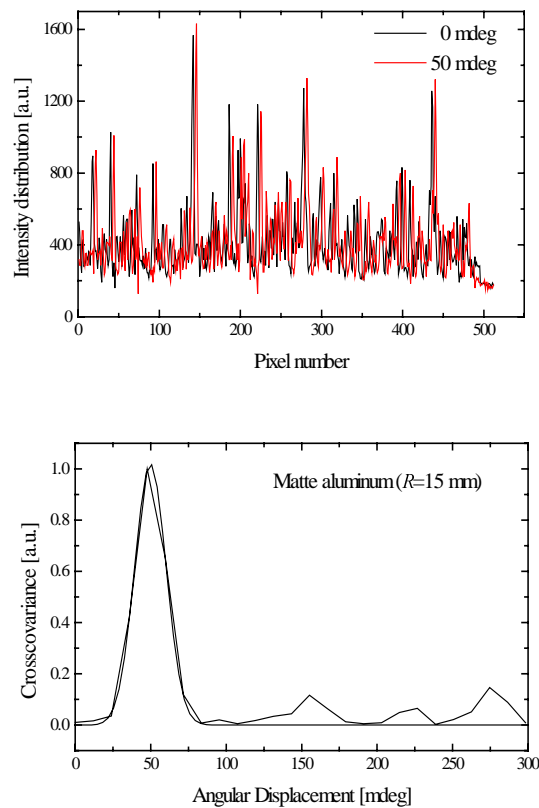 1600
1200
800
400
0
0 mdeg
50 mdeg
Intensity distribution [a.u.]
0 100 200 300 400 500
Pixel number
1.0
0.8
0.6
0.4
0.2
0.0
Matte aluminum (R=15 mm)
Crosscovariance [a.u.]
0 50 100 150 200 250 300
Angular Displacement [mdeg]